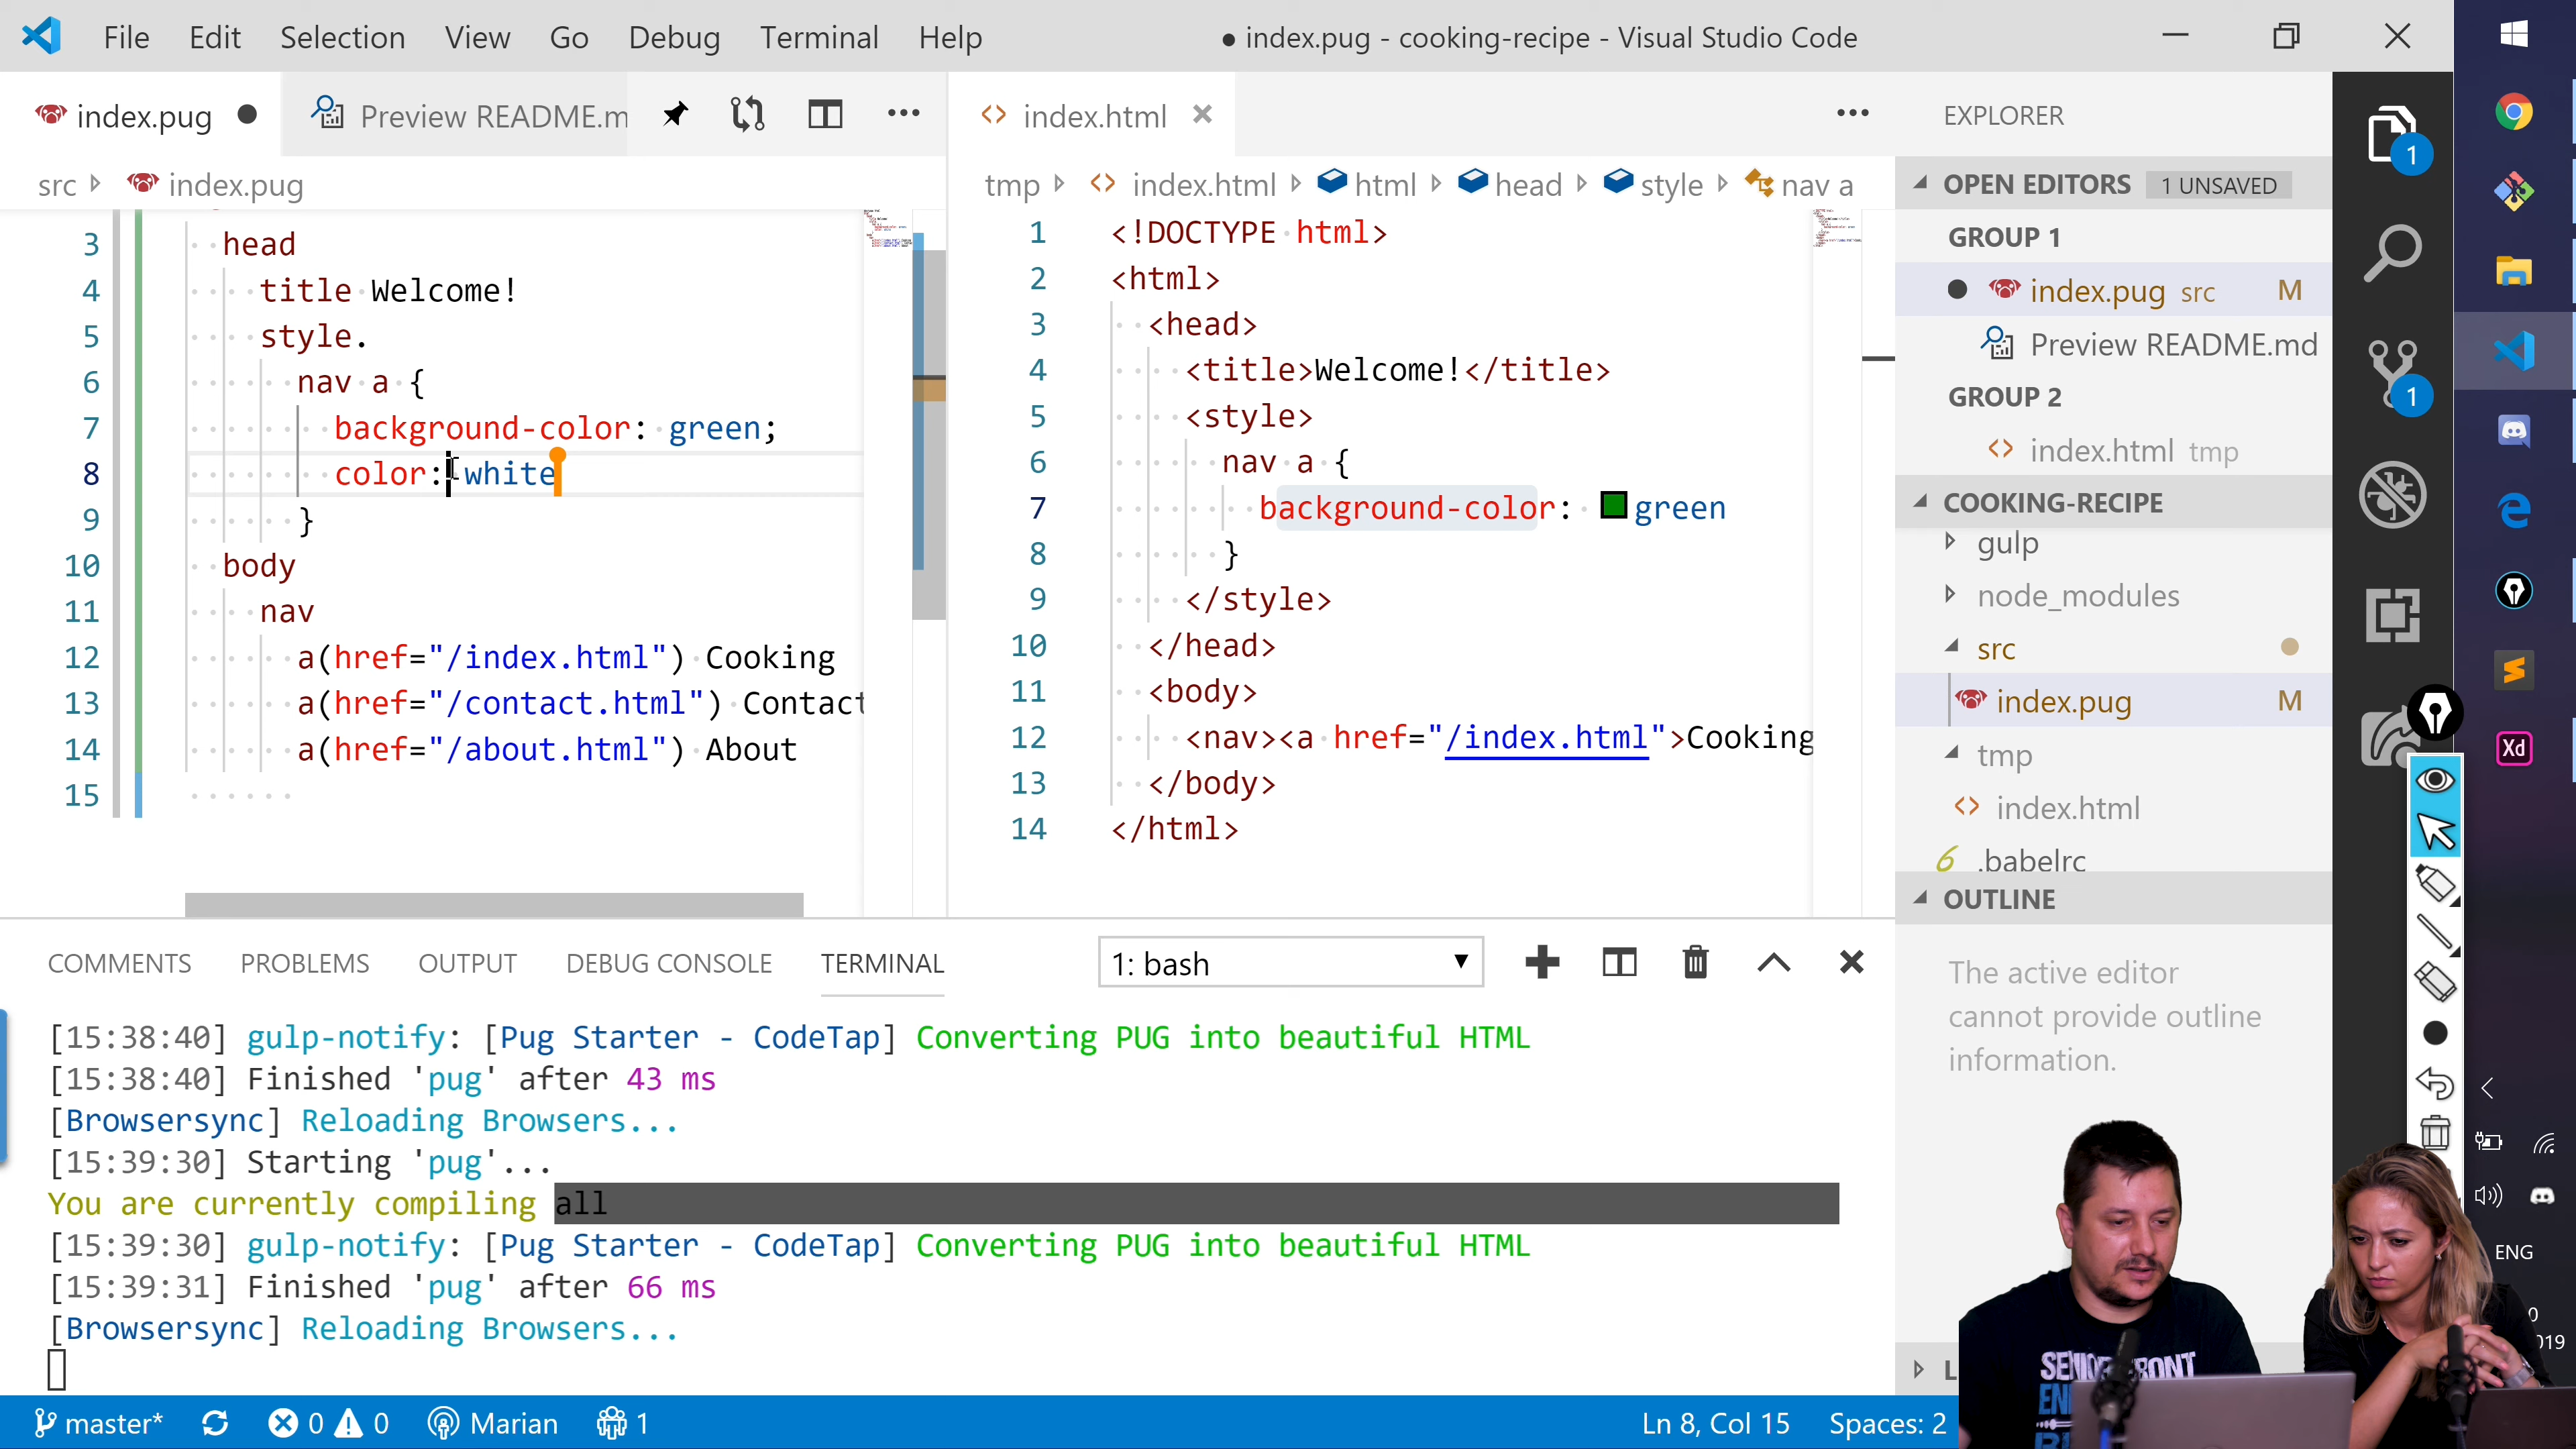 File Edit Selection View Go Debug Terminal Help
● index.pug - cooking-recipe - Visual Studio Code
index.pug
Preview README.m
index.html
EXPLORER
src index.pug
tmp index.html html head style nav a
OPEN EDITORS 1 UNSAVED
GROUP 1
index.pug src M
Preview README.md
GROUP 2
index.html tmp
COOKING-RECIPE
gulp
node_modules
src
index.pug M
tmp
index.html
.babelrc
OUTLINE
The active editor
cannot provide outline
information.
3 head
4 title Welcome!
5 style.
6 nav a {
7 background-color: green;
8 color: white
9 }
10 body
11 nav
12 a(href="/index.html") Cooking
13 a(href="/contact.html") Contact
14 a(href="/about.html") About
15
1 <!DOCTYPE html>
2 <html>
3 <head>
4 <title>Welcome!</title>
5 <style>
6 nav a {
7 background-color: green
8 }
9 </style>
10 </head>
11 <body>
12 <nav><a href="/index.html">Cooking
13 </body>
14 </html>
COMMENTS PROBLEMS OUTPUT DEBUG CONSOLE TERMINAL
1: bash
[15:38:40] gulp-notify: [Pug Starter - CodeTap] Converting PUG into beautiful HTML
[15:38:40] Finished 'pug' after 43 ms
[Browsersync] Reloading Browsers...
[15:39:30] Starting 'pug'...
You are currently compiling all
[15:39:30] gulp-notify: [Pug Starter - CodeTap] Converting PUG into beautiful HTML
[15:39:31] Finished 'pug' after 66 ms
[Browsersync] Reloading Browsers...
master* 0 0 Marian 1
Ln 8, Col 15 Spaces: 2
1
1
Xd
ENG